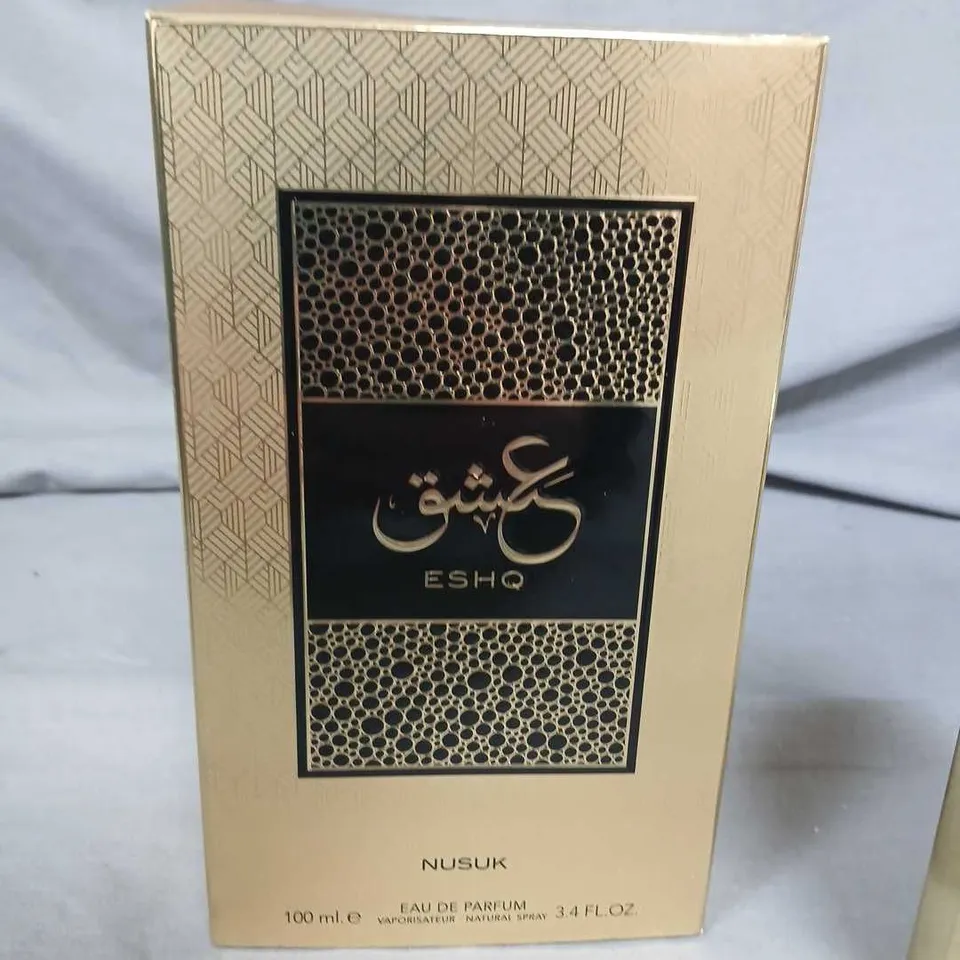 عشق
ESHQ
NUSUK
EAU DE PARFUM
100 ml. ℮ VAPORISATEUR NATURAL SPRAY 3.4 FL.OZ.